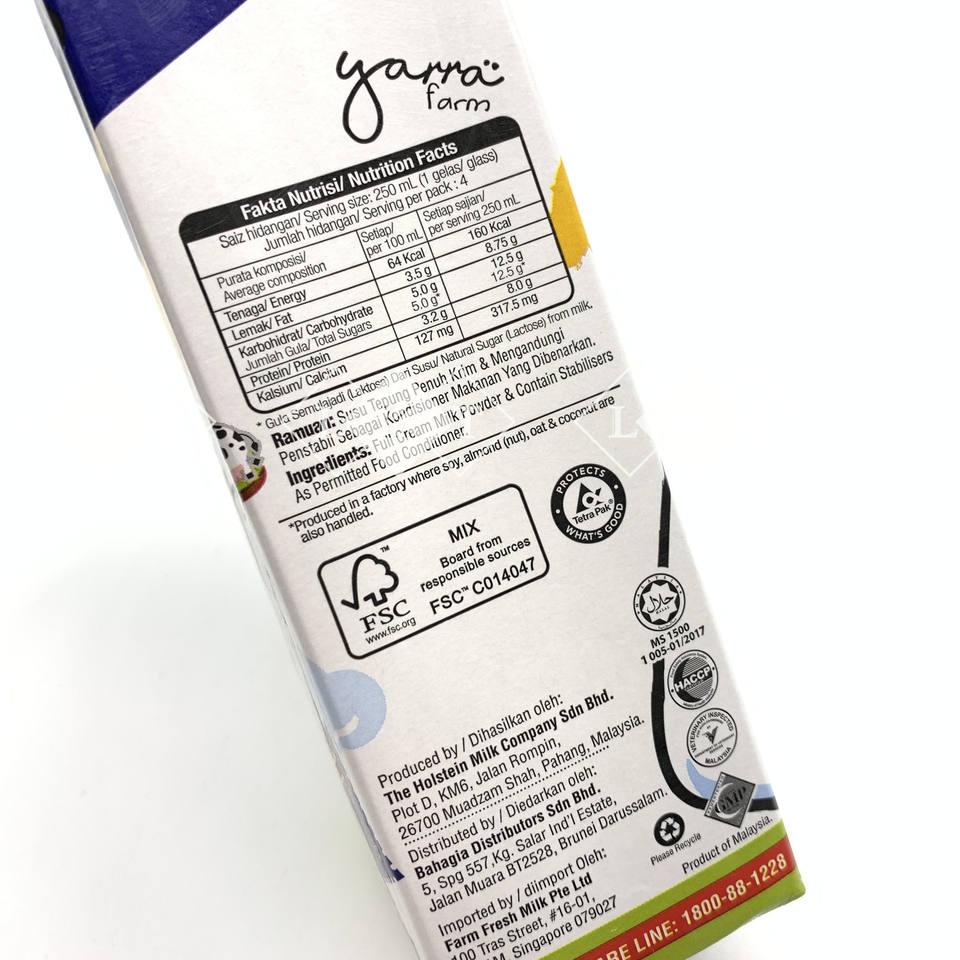 yarra
farm
Fakta Nutrisi/ Nutrition Facts
Saiz hidangan/ Serving size: 250 mL (1 gelas/ glass)
Jumlah hidangan/ Serving per pack : 4
Purata komposisi/ Average composition Setiap/ per 100 mL Setiap sajian/ per serving 250 mL
Tenaga/ Energy 64 Kcal 160 Kcal
Lemak/ Fat 3.5 g 8.75 g
Karbohidrat/ Carbohydrate 5.0 g 12.5 g
Jumlah Gula/ Total Sugars 5.0 g* 12.5 g*
Protein/ Protein 3.2 g 8.0 g
Kalsium/ Calcium 127 mg 317.5 mg
* Gula Semulajadi (Laktosa) Dari Susu/ Natural Sugar (Lactose) from milk.
Ramuan: Susu Tepung Penuh Krim & Mengandungi
Penstabil Sebagai Kondisioner Makanan Yang Dibenarkan.
Ingredients: Full Cream Milk Powder & Contain Stabilisers
As Permitted Food Conditioner.
*Produced in a factory where soy, almond (nut), oat & coconut are
also handled.
PROTECTS
Tetra Pak®
WHAT'S GOOD
™
FSC
www.fsc.org
MIX
Board from
responsible sources
FSC™ C014047
حلال
HALAL
MS 1500
1 005-01/2017
HACCP
VETERINARY INSPECTED
MALAYSIA
GMP
Produced by / Dihasilkan oleh:
The Holstein Milk Company Sdn Bhd.
Plot D, KM6, Jalan Rompin,
26700 Muadzam Shah, Pahang, Malaysia.
Distributed by / Diedarkan oleh:
Bahagia Distributors Sdn Bhd.
5, Spg 557,Kg. Salar Ind'l Estate,
Jalan Muara BT2528, Brunei Darussalam.
Imported by / diimport Oleh:
Farm Fresh Milk Pte Ltd
100 Tras Street, #16-01,
Singapore 079027
Please Recycle
Product of Malaysia.
LINE: 1800-88-1228
L